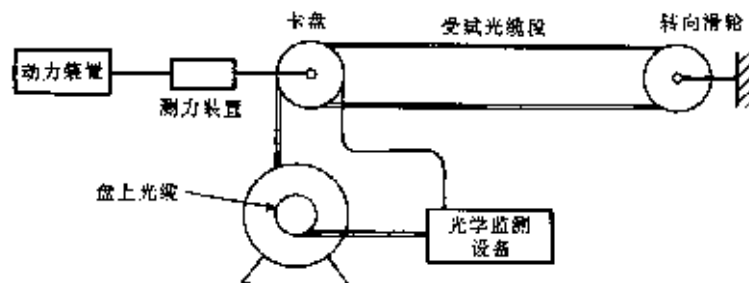 卡盘
受试光缆段
转向滑轮
动力装置
测力装置
盘上光缆
光学监测
设备